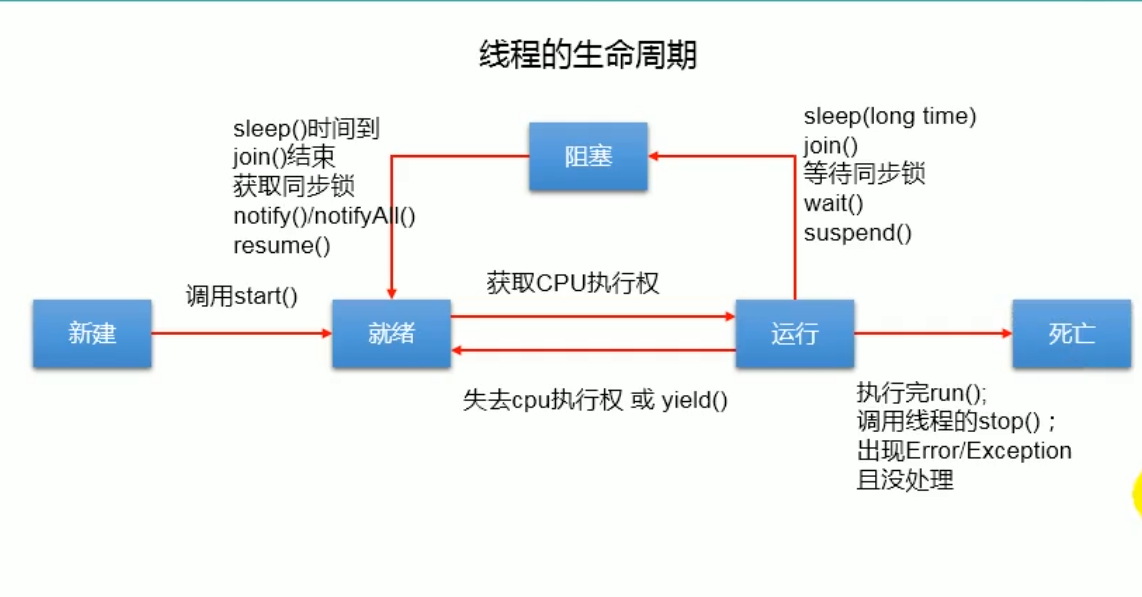 线程的生命周期
sleep()时间到
join()结束
获取同步锁
notify()/notifyAll()
resume()
阻塞
sleep(long time)
join()
等待同步锁
wait()
suspend()
调用start()
获取CPU执行权
新建
就绪
运行
死亡
失去cpu执行权 或 yield()
执行完run();
调用线程的stop()；
出现Error/Exception
且没处理